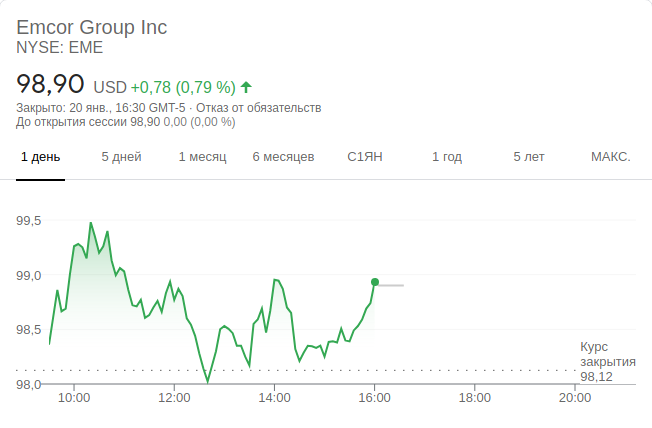 Emcor Group Inc
NYSE: EME
98,90 USD +0,78 (0,79 %)
Закрыто: 20 янв., 16:30 GMT-5 · Отказ от обязательств
До открытия сессии 98,90 0,00 (0,00 %)
1 день 5 дней 1 месяц 6 месяцев С1ЯН 1 год 5 лет МАКС.
99,5
99,0
98,5
Курс
закрытия
98,12
98,0
10:00 12:00 14:00 16:00 18:00 20:00